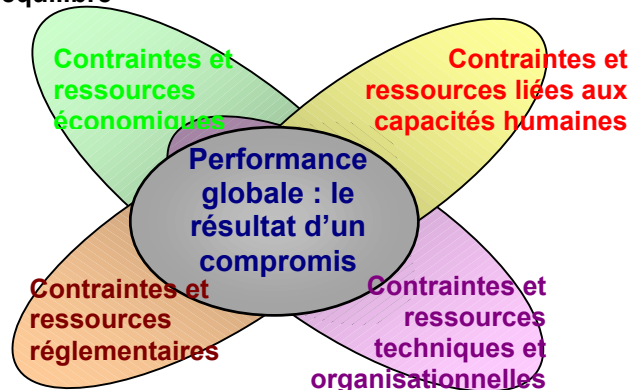 équilibre
Contraintes et
ressources
économiques
Contraintes et
ressources liées aux
capacités humaines
Performance
globale : le
résultat d’un
compromis
Contraintes et
ressources
réglementaires
Contraintes et
ressources
techniques et
organisationnelles